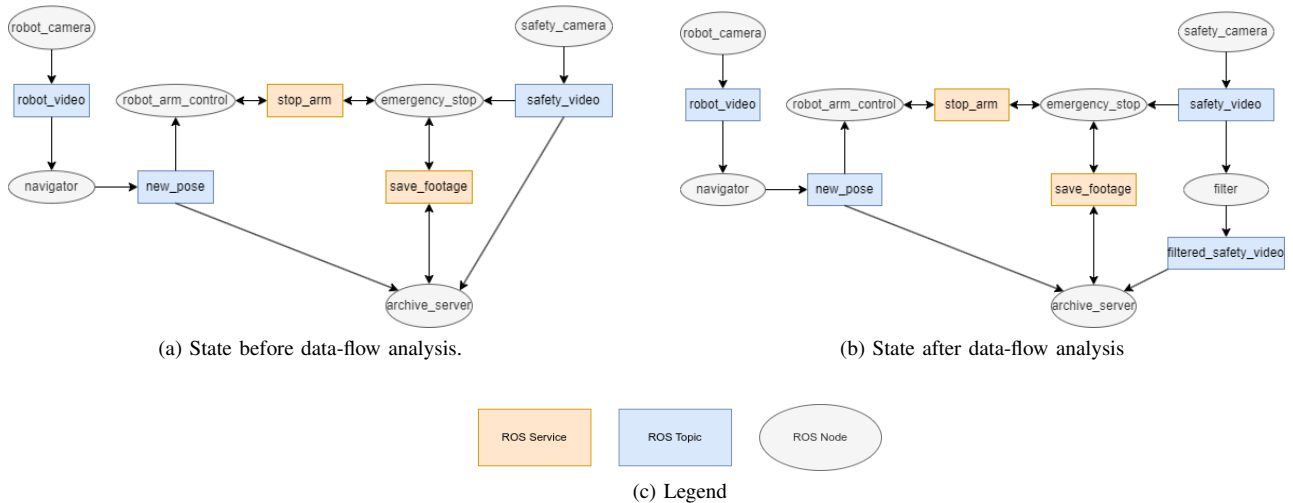 robot_camera
safety_camera
robot_video
robot_arm_control
stop_arm
emergency_stop
safety_video
navigator
new_pose
save_footage
archive_server
(a) State before data-flow analysis.
robot_camera
safety_camera
robot_video
robot_arm_control
stop_arm
emergency_stop
safety_video
navigator
new_pose
save_footage
filter
filtered_safety_video
archive_server
(b) State after data-flow analysis
ROS Service
ROS Topic
ROS Node
(c) Legend